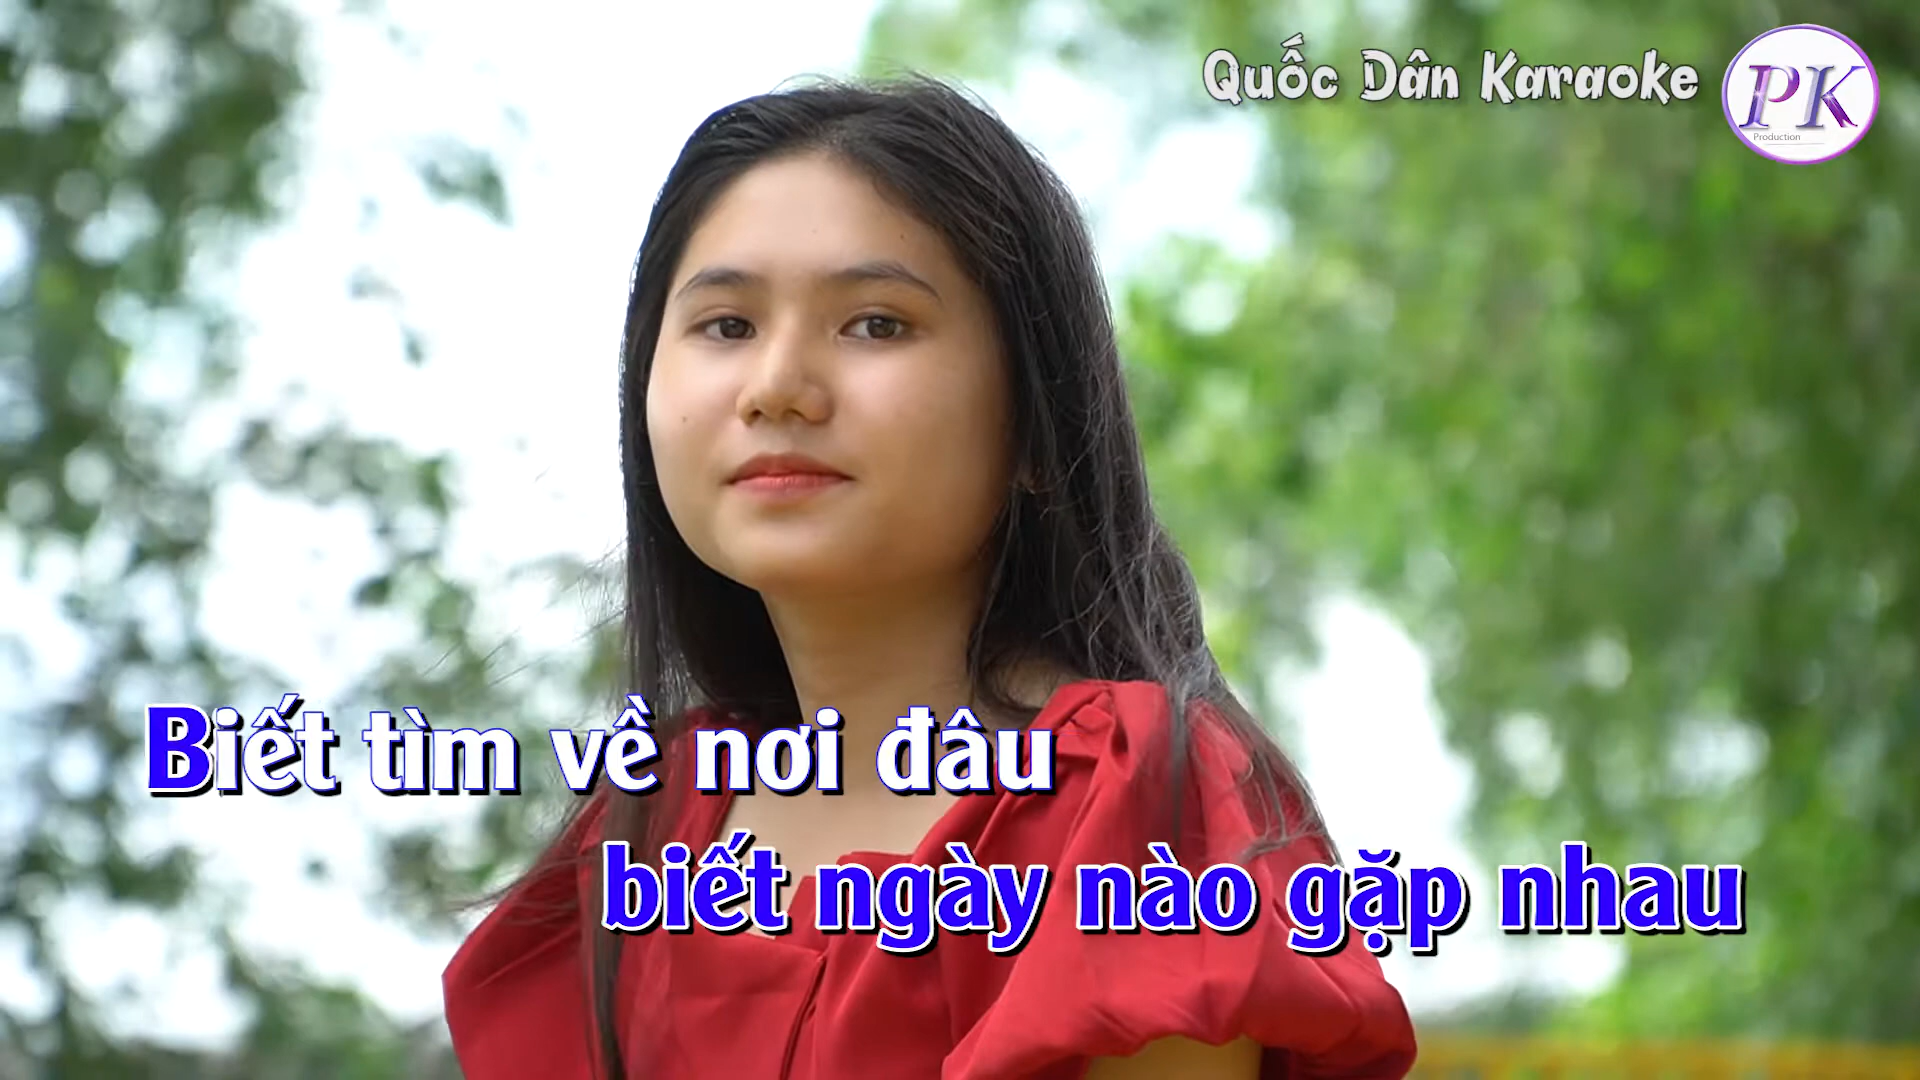 Quốc Dân Karaoke
PK
Production
Biết tìm về nơi đâu
biết ngày nào gặp nhau